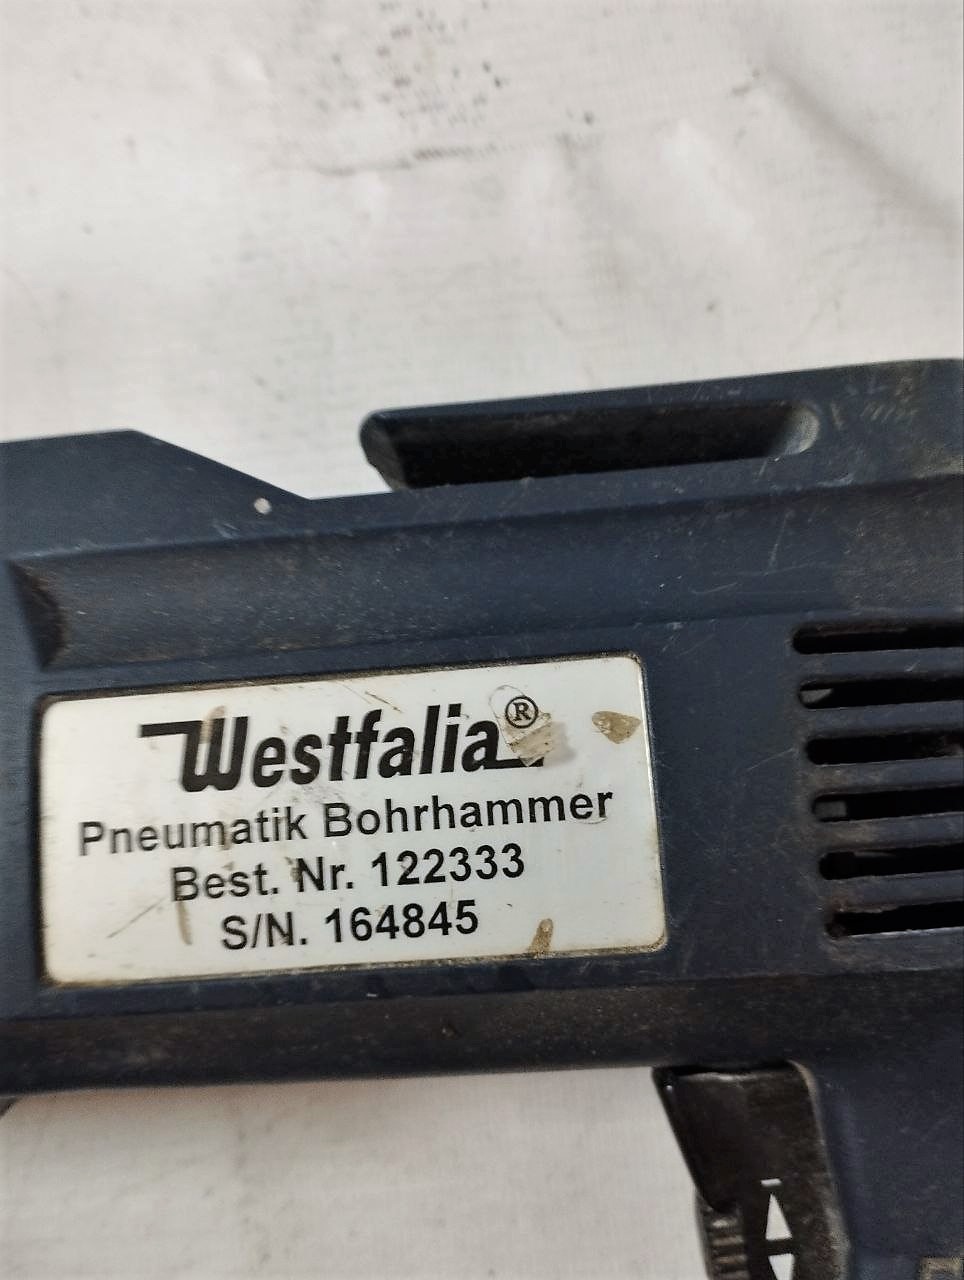 Westfalia®
Pneumatik Bohrhammer
Best. Nr. 122333
S/N. 164845